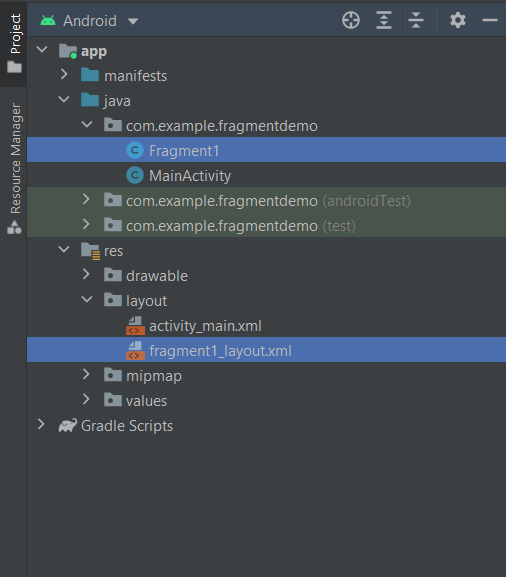 Project
Resource Manager
Android
app
manifests
java
com.example.fragmentdemo
Fragment1
MainActivity
com.example.fragmentdemo (androidTest)
com.example.fragmentdemo (test)
res
drawable
layout
activity_main.xml
fragment1_layout.xml
mipmap
values
Gradle Scripts